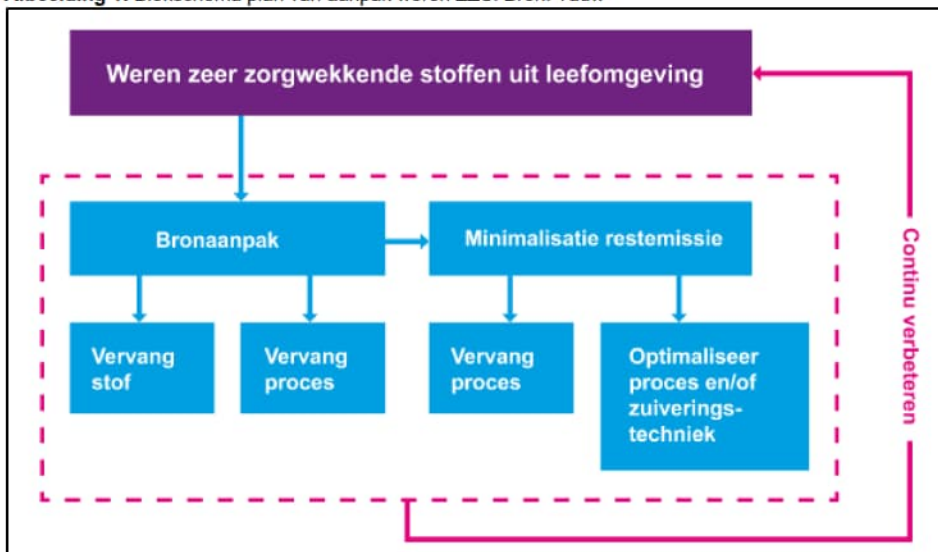 Weren zeer zorgwekkende stoffen uit leefomgeving
Bronaanpak
Minimalisatie restemissie
Vervang
stof
Vervang
proces
Vervang
proces
Optimaliseer
proces en/of
zuiverings-
techniek
Continu verbeteren